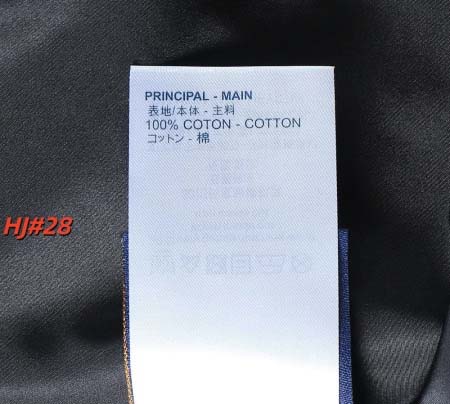 PRINCIPAL - MAIN
表地/本体 - 主料
100% COTON - COTTON
コットン - 棉
HJ#28